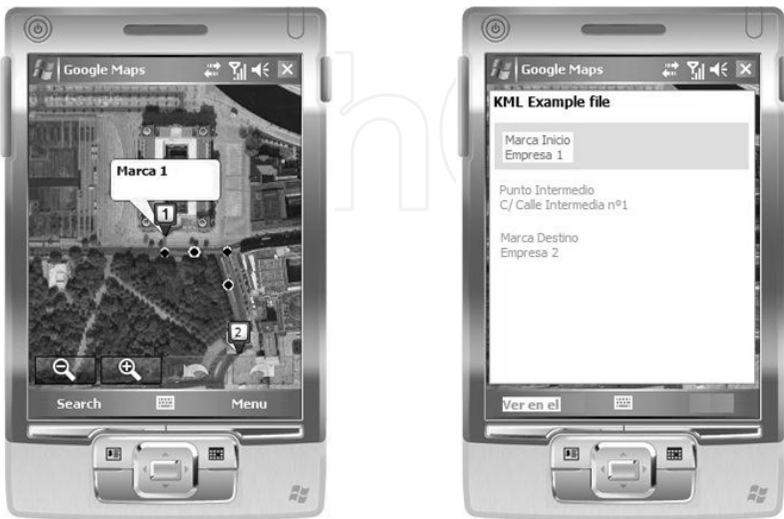 Google Maps
Marca 1
1
2
Search
Menu
Google Maps
KML Example file
Marca Inicio
Empresa 1
Punto Intermedio
C/ Calle Intermedia nº1
Marca Destino
Empresa 2
Ver en el